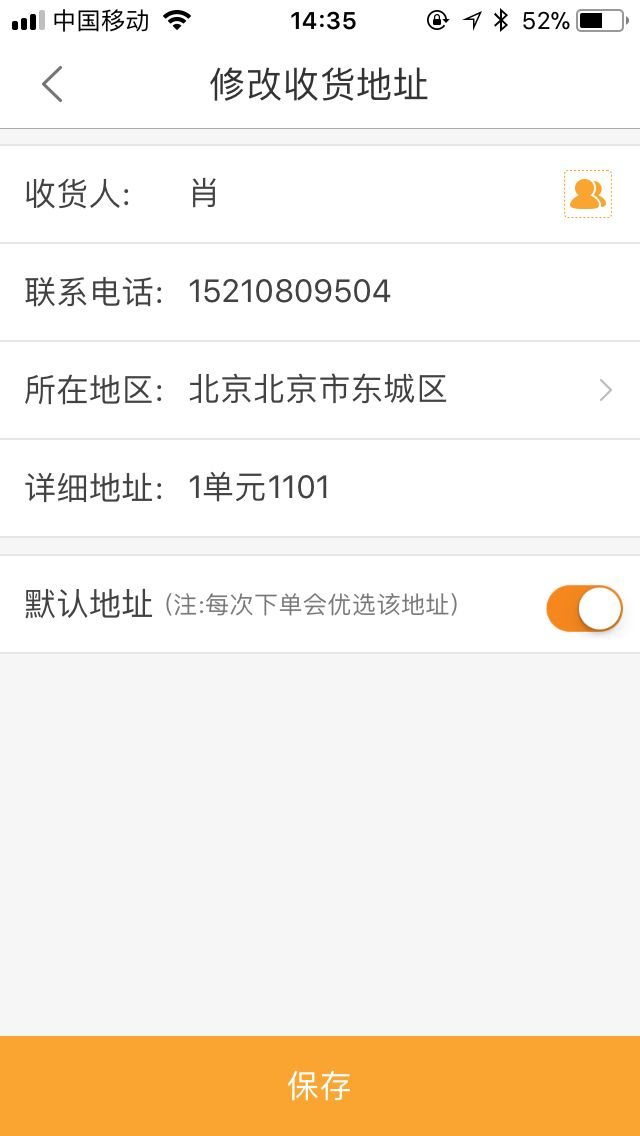 中国移动 14:35 52%
修改收货地址
收货人: 肖
联系电话: 15210809504
所在地区: 北京北京市东城区
详细地址: 1单元1101
默认地址 (注:每次下单会优选该地址)
保存